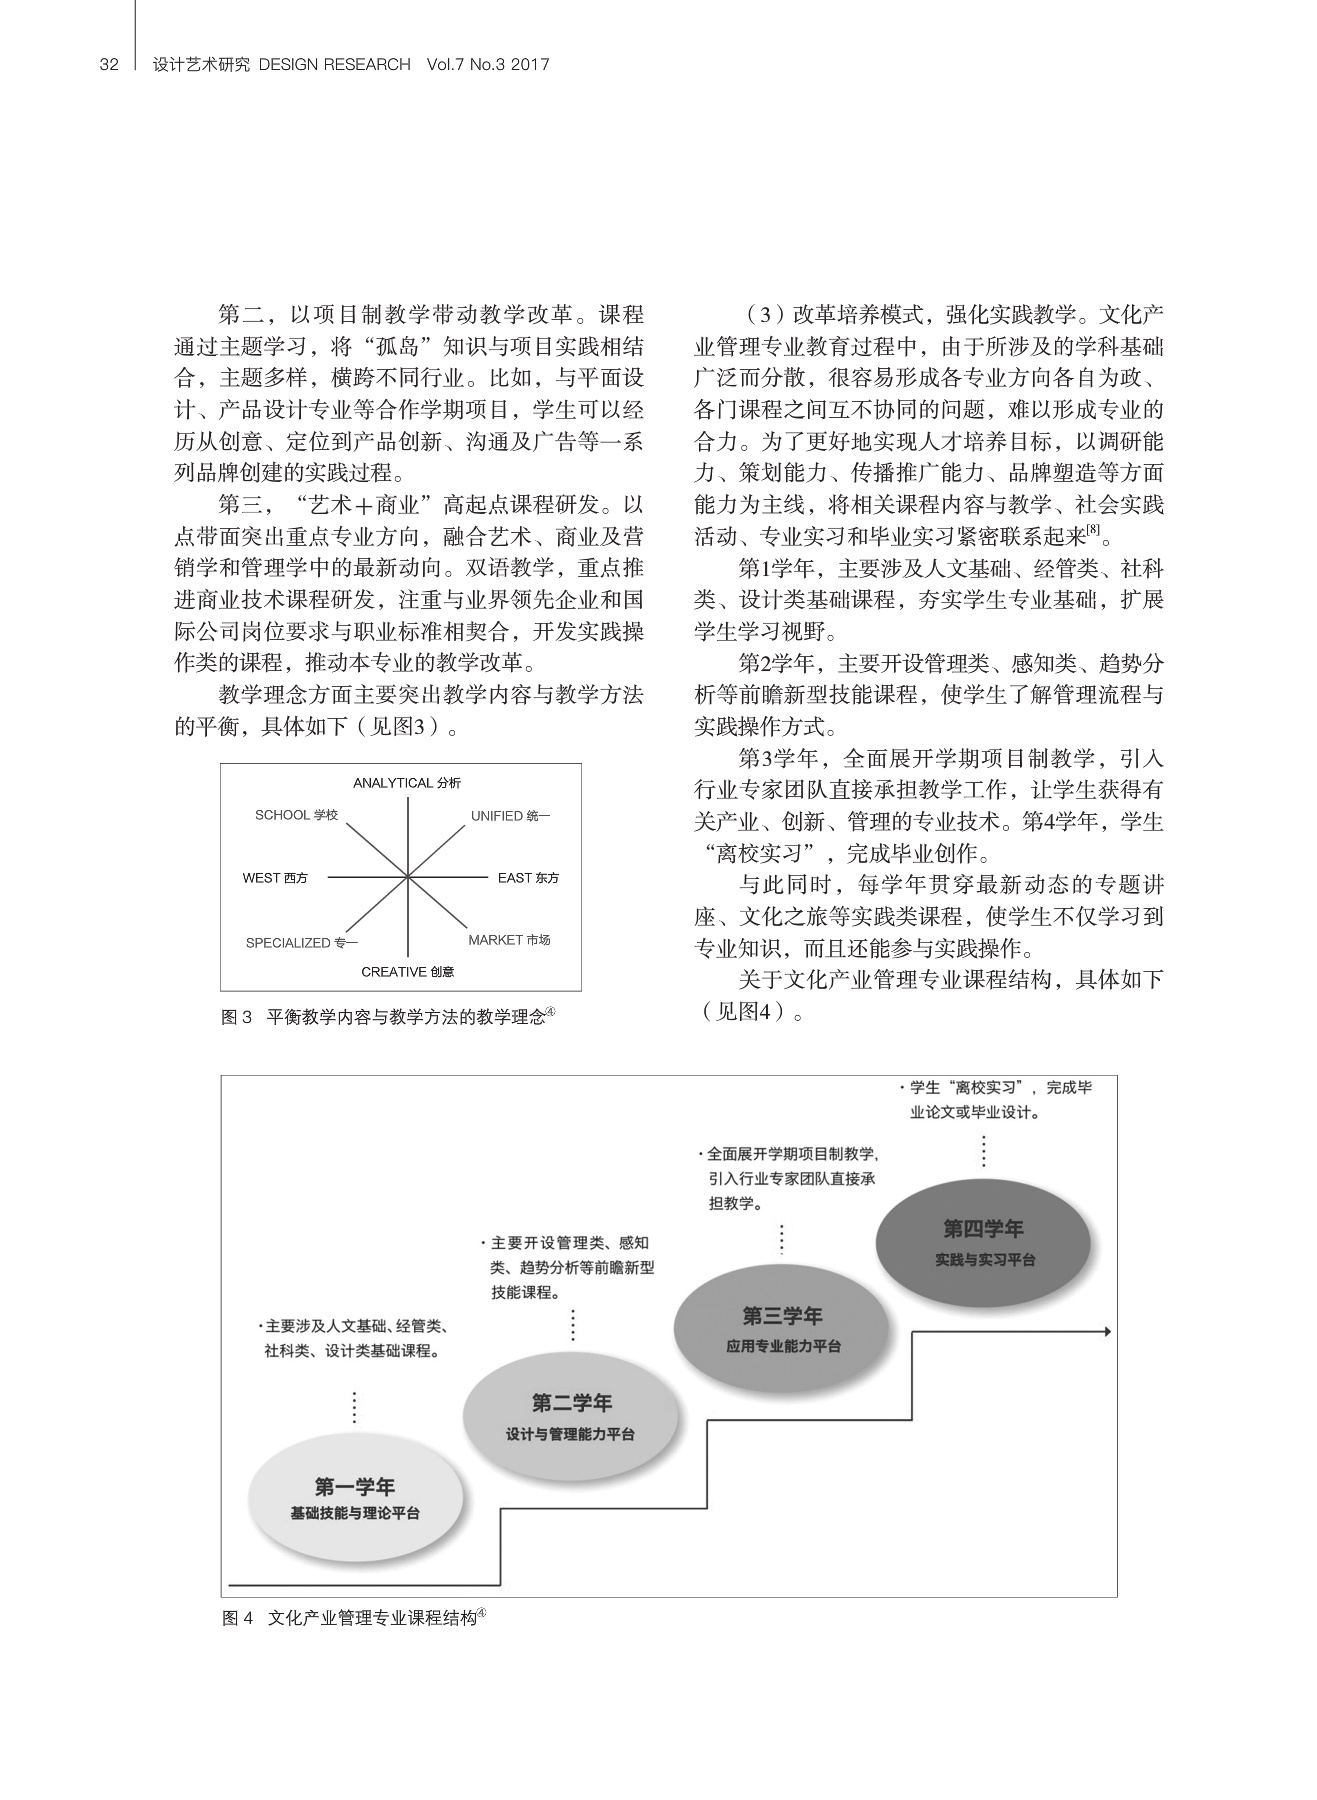 32 设计艺术研究 DESIGN RESEARCH Vol.7 No.3 2017
第二，以项目制教学带动教学改革。课程
通过主题学习，将“孤岛”知识与项目实践相结
合，主题多样，横跨不同行业。比如，与平面设
计、产品设计专业等合作学期项目，学生可以经
历从创意、定位到产品创新、沟通及广告等一系
列品牌创建的实践过程。
第三，“艺术＋商业”高起点课程研发。以
点带面突出重点专业方向，融合艺术、商业及营
销学和管理学中的最新动向。双语教学，重点推
进商业技术课程研发，注重与业界领先企业和国
际公司岗位要求与职业标准相契合，开发实践操
作类的课程，推动本专业的教学改革。
教学理念方面主要突出教学内容与教学方法
的平衡，具体如下（见图3）。
ANALYTICAL 分析
SCHOOL 学校
UNIFIED 统一
WEST 西方
EAST 东方
SPECIALIZED 专一
MARKET 市场
CREATIVE 创意
图 3 平衡教学内容与教学方法的教学理念④
（3）改革培养模式，强化实践教学。文化产
业管理专业教育过程中，由于所涉及的学科基础
广泛而分散，很容易形成各专业方向各自为政、
各门课程之间互不协同的问题，难以形成专业的
合力。为了更好地实现人才培养目标，以调研能
力、策划能力、传播推广能力、品牌塑造等方面
能力为主线，将相关课程内容与教学、社会实践
活动、专业实习和毕业实习紧密联系起来[8]。
第1学年，主要涉及人文基础、经管类、社科
类、设计类基础课程，夯实学生专业基础，扩展
学生学习视野。
第2学年，主要开设管理类、感知类、趋势分
析等前瞻新型技能课程，使学生了解管理流程与
实践操作方式。
第3学年，全面展开学期项目制教学，引入
行业专家团队直接承担教学工作，让学生获得有
关产业、创新、管理的专业技术。第4学年，学生
“离校实习”，完成毕业创作。
与此同时，每学年贯穿最新动态的专题讲
座、文化之旅等实践类课程，使学生不仅学习到
专业知识，而且还能参与实践操作。
关于文化产业管理专业课程结构，具体如下
（见图4）。
·学生“离校实习”，完成毕
业论文或毕业设计。
·全面展开学期项目制教学，
引入行业专家团队直接承
担教学。
第四学年
实践与实习平台
·主要开设管理类、感知
类、趋势分析等前瞻新型
技能课程。
第三学年
应用专业能力平台
·主要涉及人文基础、经管类、
社科类、设计类基础课程。
第二学年
设计与管理能力平台
第一学年
基础技能与理论平台
图 4 文化产业管理专业课程结构④